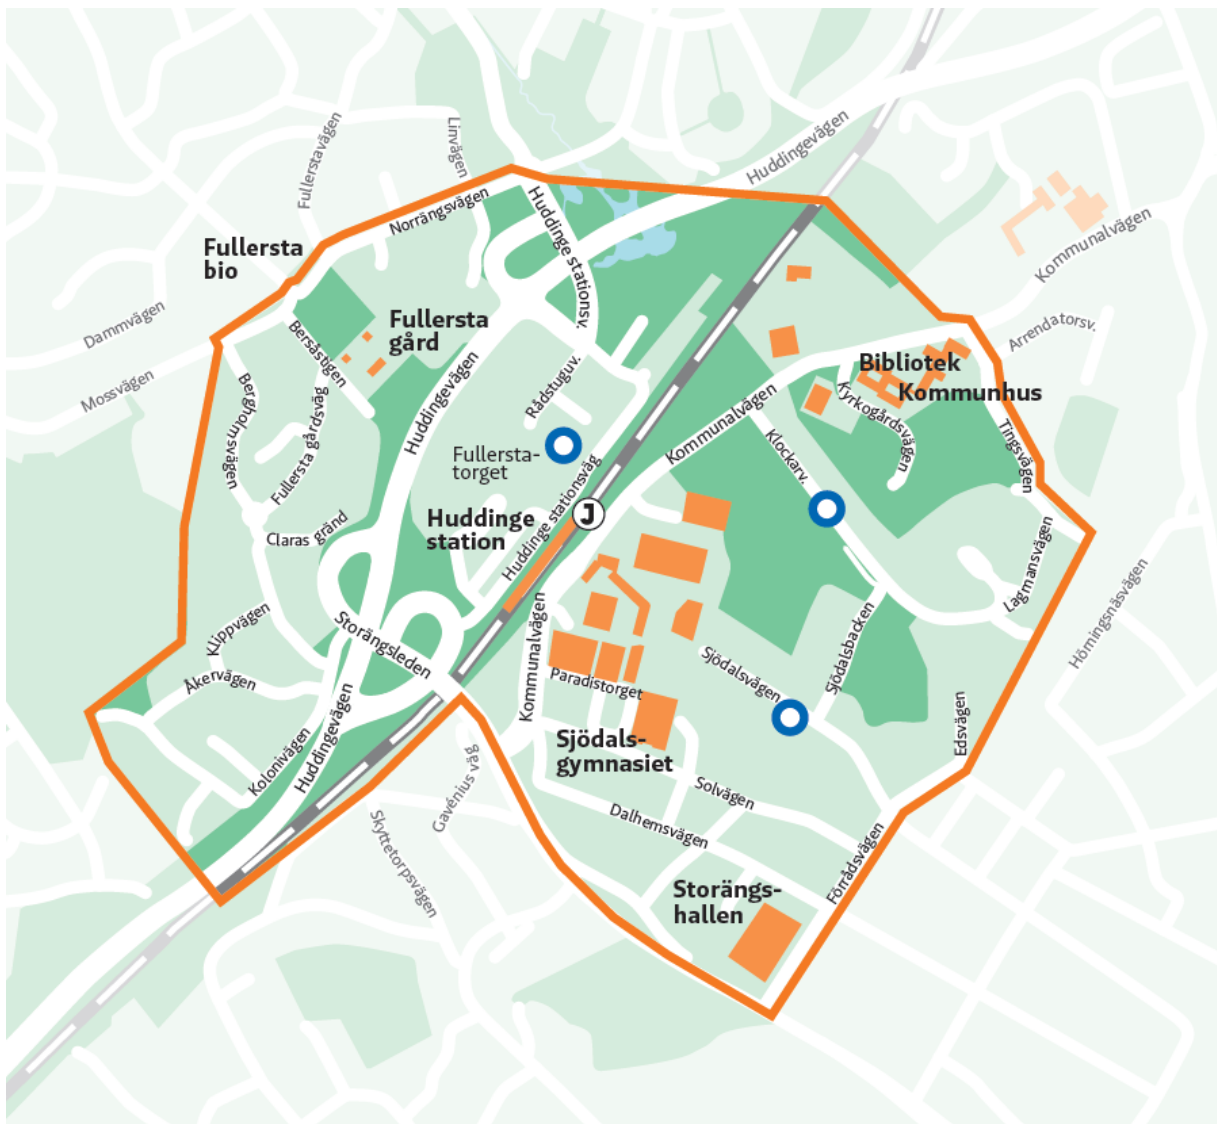 Fullerstavägen
Linvägen
Huddingevägen
Norrängsvägen
Huddinge stationsv.
Kommunalvägen
Fullersta
bio
Dammvägen
Mossvägen
Bersåstigen
Fullersta
gård
Arrendatorsv.
Bibliotek
Kommunhus
Bergholmsvägen
Fullersta gårdsväg
Huddingevägen
Rådstuguv.
Kommunalvägen
Kyrkogårdsvägen
Klockarv.
Tingsvägen
Fullersta-
torget
Huddinge stationsväg
J
Huddinge
station
Claras gränd
Lagmansvägen
Hörningsnäsvägen
Klippvägen
Storängsleden
Kommunalvägen
Sjödalsbacken
Sjödalsvägen
Åkervägen
Paradistorget
Edsvägen
Kolonivägen
Huddingevägen
Gavénius väg
Sjödals-
gymnasiet
Solvägen
Dalhemsvägen
Skyttetorpsvägen
Förrådsvägen
Storängs-
hallen